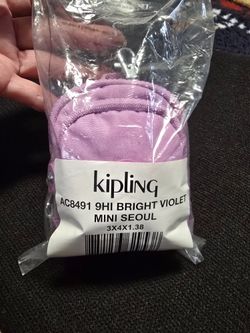 kipling
AC8491 9HI BRIGHT VIOLET
MINI SEOUL
3X4X1.38